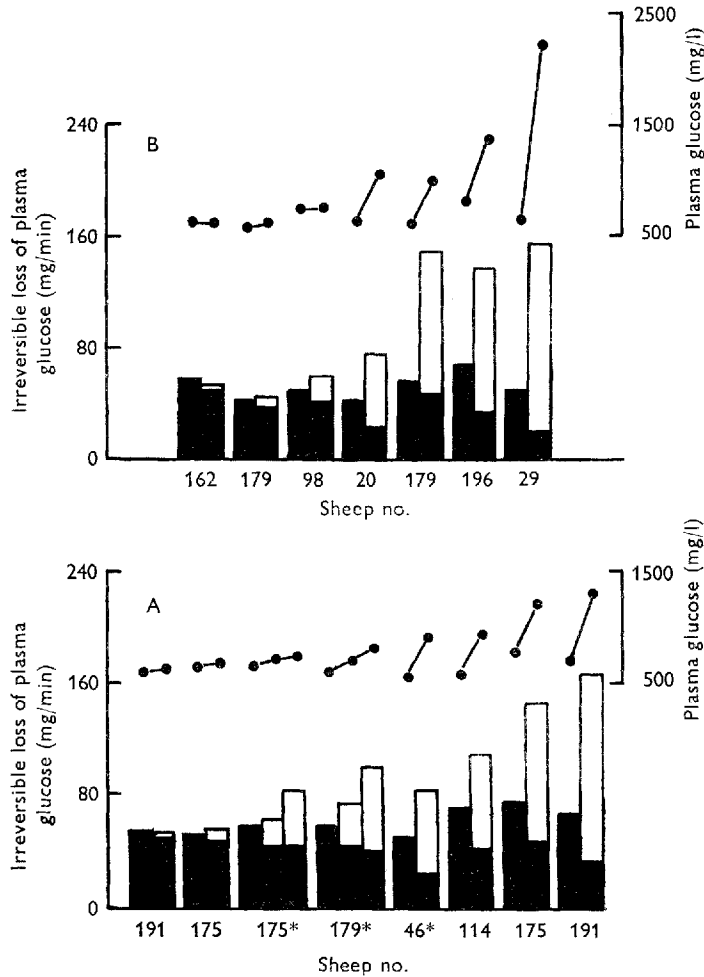 2500
240
B
1500
160
500
80
0
Irreversible loss of plasma
glucose (mg/min)
Plasma glucose (mg/l)
162 179 98 20 179 196 29
Sheep no.
240
A
1500
160
500
80
0
Irreversible loss of plasma
glucose (mg/min)
Plasma glucose (mg/l)
191 175 175* 179* 46* 114 175 191
Sheep no.